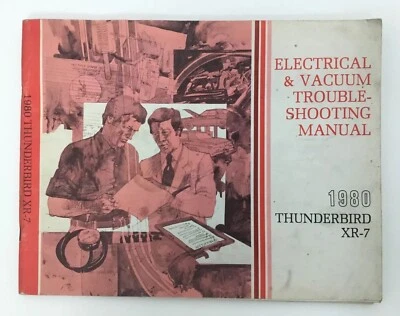 1980 THUNDERBIRD XR-7
ELECTRICAL
& VACUUM
TROUBLE-
SHOOTING
MANUAL
1980
THUNDERBIRD
XR-7